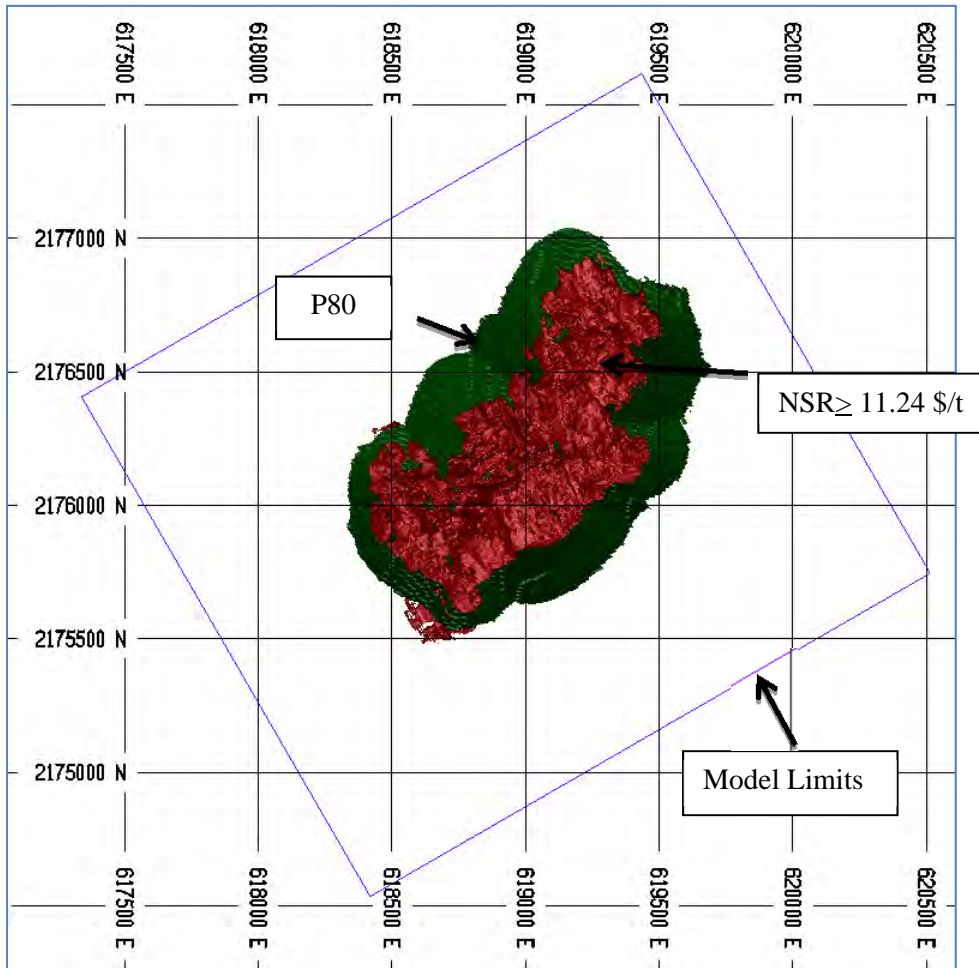 617500 E
618000 E
618500 E
619000 E
619500 E
620000 E
620500 E
2177000 N
P80
2176500 N
NSR≥ 11.24 $/t
2176000 N
2175500 N
2175000 N
Model Limits
617500 E
618000 E
618500 E
619000 E
619500 E
620000 E
620500 E